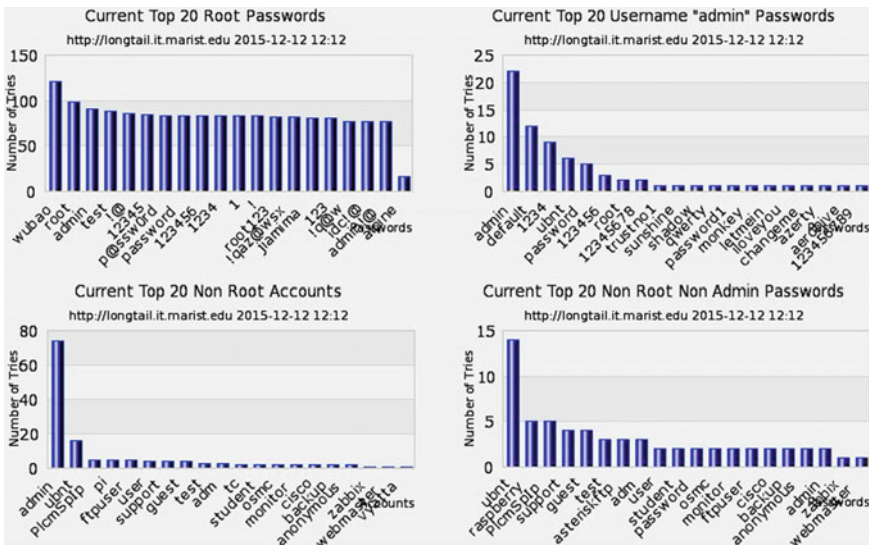 Current Top 20 Root Passwords
http://longtail.it.marist.edu 2015-12-12 12:12
Number of Tries
150
100
50
0
wubao
root
admin
test
!@
12345
p@ssword
password
123456
1234
1
!
root123
!qaz@wsx
jiamima
123
!q@w
idc!@
admin!@
Passwords
Current Top 20 Username "admin" Passwords
http://longtail.it.marist.edu 2015-12-12 12:12
Number of Tries
25
20
15
10
5
0
admin
default
1234
ubnt
password
123456
root
12345678
trustno1
sunshine
shadow
qwerty
password1
monkey
letmein
iloveyou
changeme
azerty
123456789
Passwords
Current Top 20 Non Root Accounts
http://longtail.it.marist.edu 2015-12-12 12:12
Number of Tries
80
60
40
20
0
admin
ubnt
PlcmSpIp
pi
ftpuser
user
support
guest
test
adm
tc
student
osmc
monitor
cisco
backup
anonymous
zabbix
webmaster
vyatta
Accounts
Current Top 20 Non Root Non Admin Passwords
http://longtail.it.marist.edu 2015-12-12 12:12
Number of Tries
15
10
5
0
ubnt
raspberry
PlcmSpIp
support
guest
test
asteriskftp
adm
user
student
password
osmc
monitor
ftpuser
cisco
backup
anonymous
admin
zabbix
webmaster
Passwords